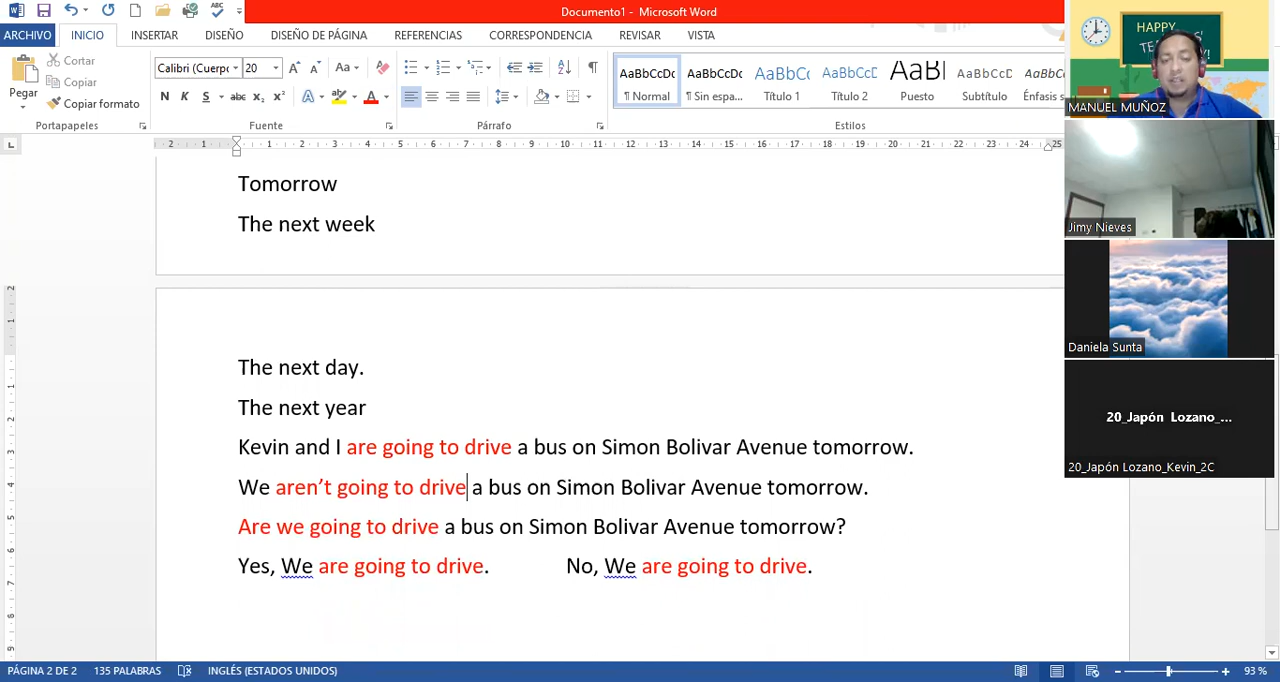 Documento1 - Microsoft Word
ARCHIVO INICIO INSERTAR DISEÑO DISEÑO DE PÁGINA REFERENC CORRESPONDENCIA REVISAR VISTA
Pegar
Cortar
Copiar
Copiar formato
Portapapeles
Calibri (Cuerpo 20
Fuente
Párrafo
AaBbCcDc AaBbCcDc AaBbCc AaBbCcD AaBl AaBbCcD AaBbCc
¶ Normal ¶ Sin espa... Título 1 Título 2 Puesto Subtítulo Énfasis s
Estilos
HAPPY
MANUEL MUÑOZ
Jimy Nieves
Daniela Sunta
20_Japón Lozano_...
20_Japón Lozano_Kevin_2C
Tomorrow
The next week
The next day.
The next year
Kevin and I are going to drive a bus on Simon Bolivar Avenue tomorrow.
We aren’t going to drive a bus on Simon Bolivar Avenue tomorrow.
Are we going to drive a bus on Simon Bolivar Avenue tomorrow?
Yes, We are going to drive. No, We are going to drive.
PÁGINA 2 DE 2 135 PALABRAS INGLÉS (ESTADOS UNIDOS) 93 %